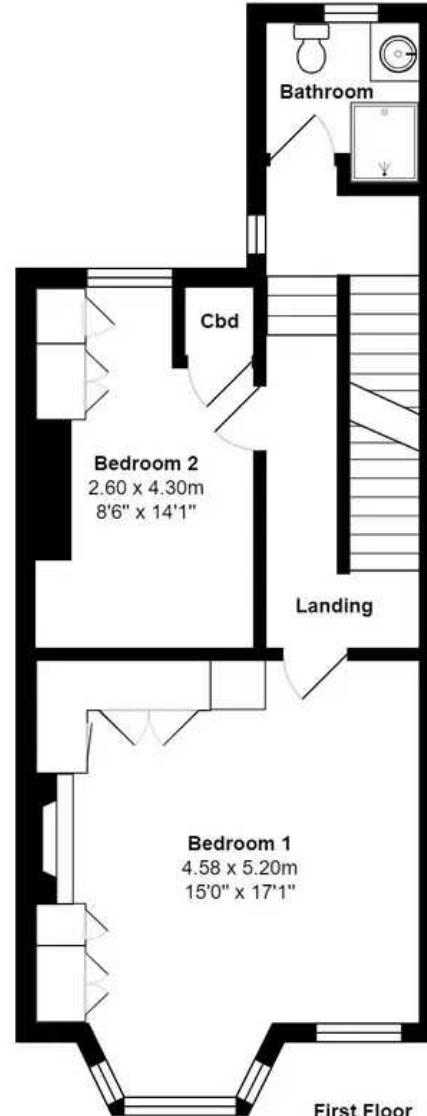 Bathroom
Cbd
Bedroom 2
2.60 x 4.30m
8'6" x 14'1"
Landing
Bedroom 1
4.58 x 5.20m
15'0" x 17'1"
First Floor